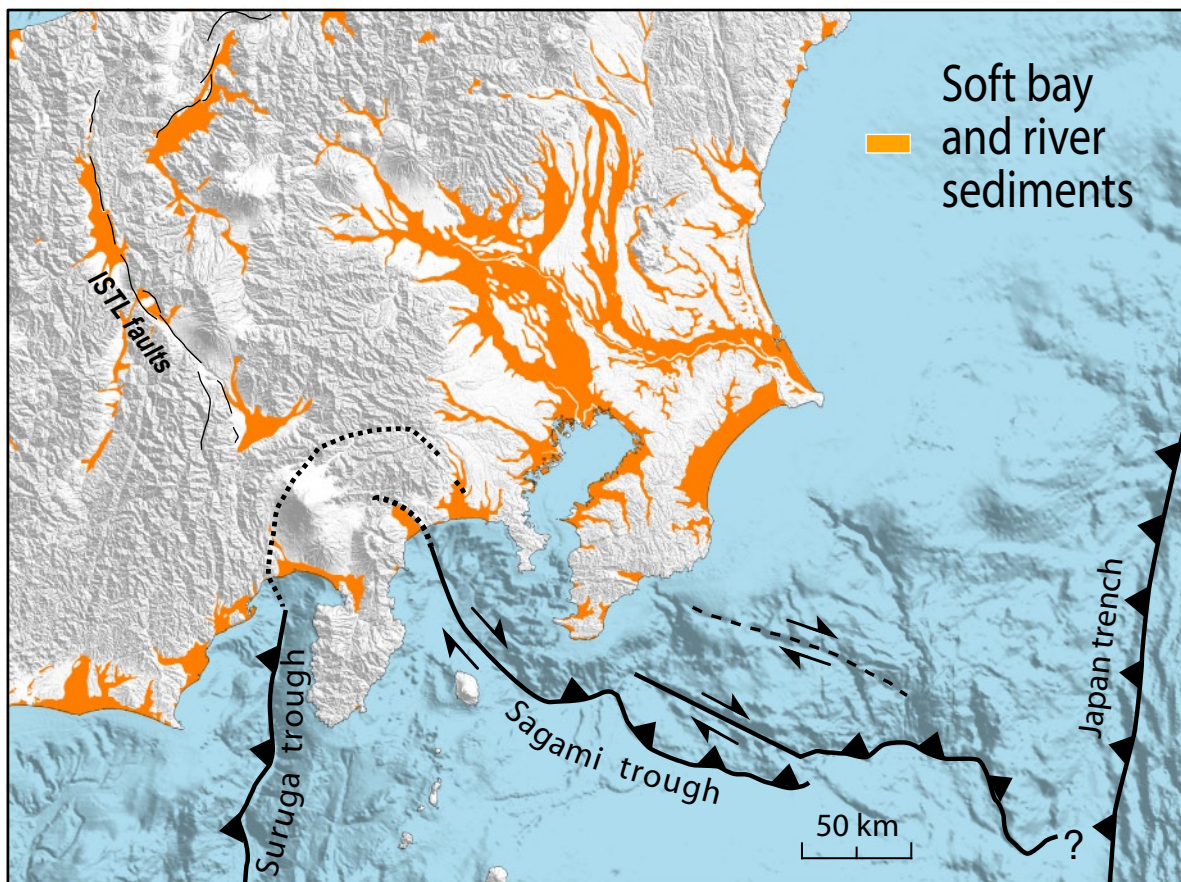 Soft bay
and river
sediments
ISTL faults
Suruga trough
Sagami trough
Japan trench
50 km
?